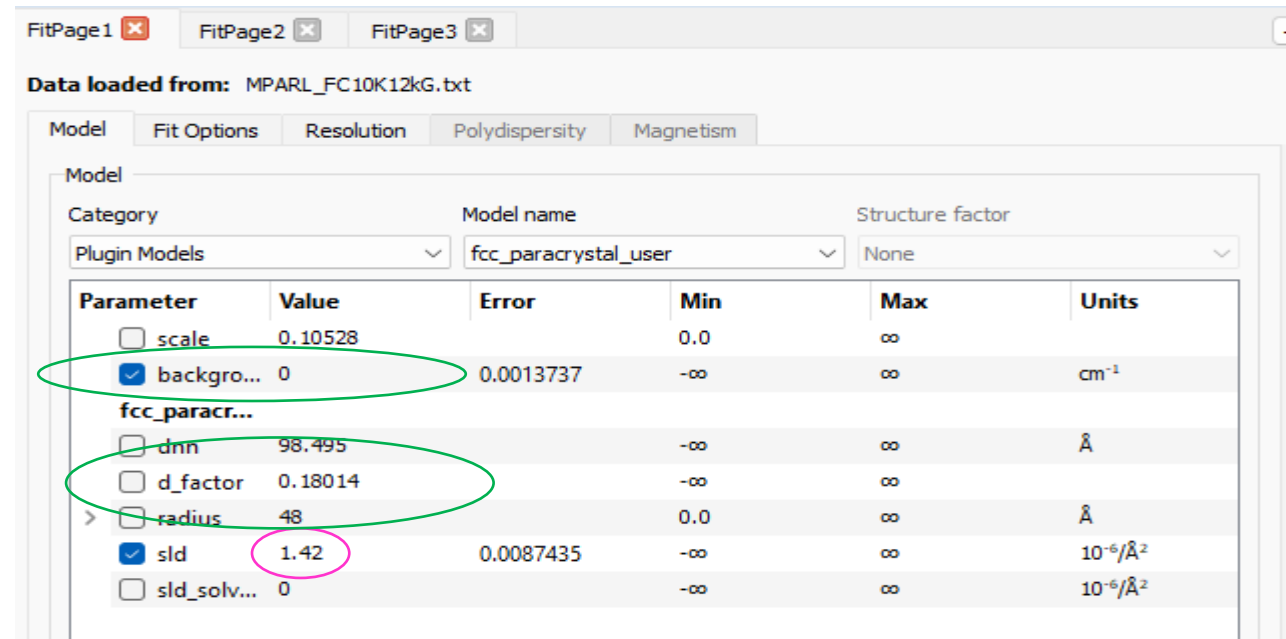 FitPage1 FitPage2 FitPage3
Data loaded from: MPARL_FC10K12kG.txt
Model Fit Options Resolution Polydispersity Magnetism
Model
Category Model name Structure factor
Plugin Models fcc_paracrystal_user None
Parameter Value Error Min Max Units
scale 0.10528 0.0 ∞
backgro... 0 0.0013737 -∞ ∞ cm⁻¹
fcc_paracr...
dnn 98.495 -∞ ∞ Å
d_factor 0.18014 -∞ ∞
radius 48 0.0 ∞ Å
sld 1.42 0.0087435 -∞ ∞ 10⁻⁶/Å²
sld_solv... 0 -∞ ∞ 10⁻⁶/Å²